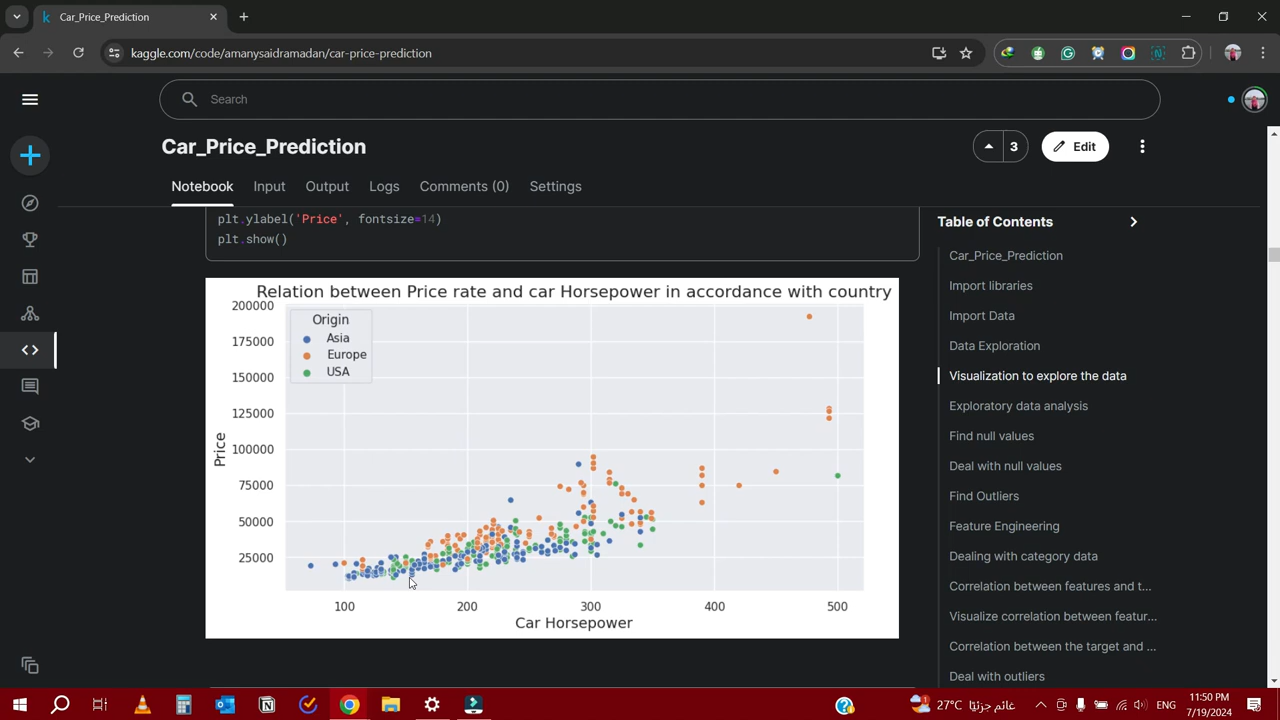 Car_Price_Prediction
kaggle.com/code/amanysaidramadan/car-price-prediction
Search
Car_Price_Prediction
3
Edit
Notebook
Input
Output
Logs
Comments (0)
Settings
plt.ylabel('Price', fontsize=14)
plt.show()
Relation between Price rate and car Horsepower in accordance with country
200000
175000
150000
125000
100000
75000
50000
25000
Price
Origin
Asia
Europe
USA
100
200
300
400
500
Car Horsepower
Table of Contents
Car_Price_Prediction
Import libraries
Import Data
Data Exploration
Visualization to explore the data
Exploratory data analysis
Find null values
Deal with null values
Find Outliers
Feature Engineering
Dealing with category data
Correlation between features and t...
Visualize correlation between featur...
Correlation between the target and ...
Deal with outliers
27°C غائم جزئيًا
ENG
11:50 PM
7/19/2024